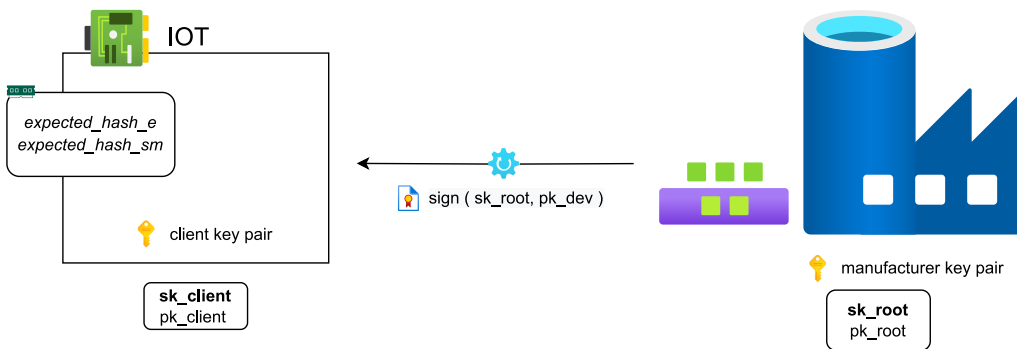 IOT
expected_hash_e
expected_hash_sm
sign ( sk_root, pk_dev )
client key pair
manufacturer key pair
sk_client
pk_client
sk_root
pk_root